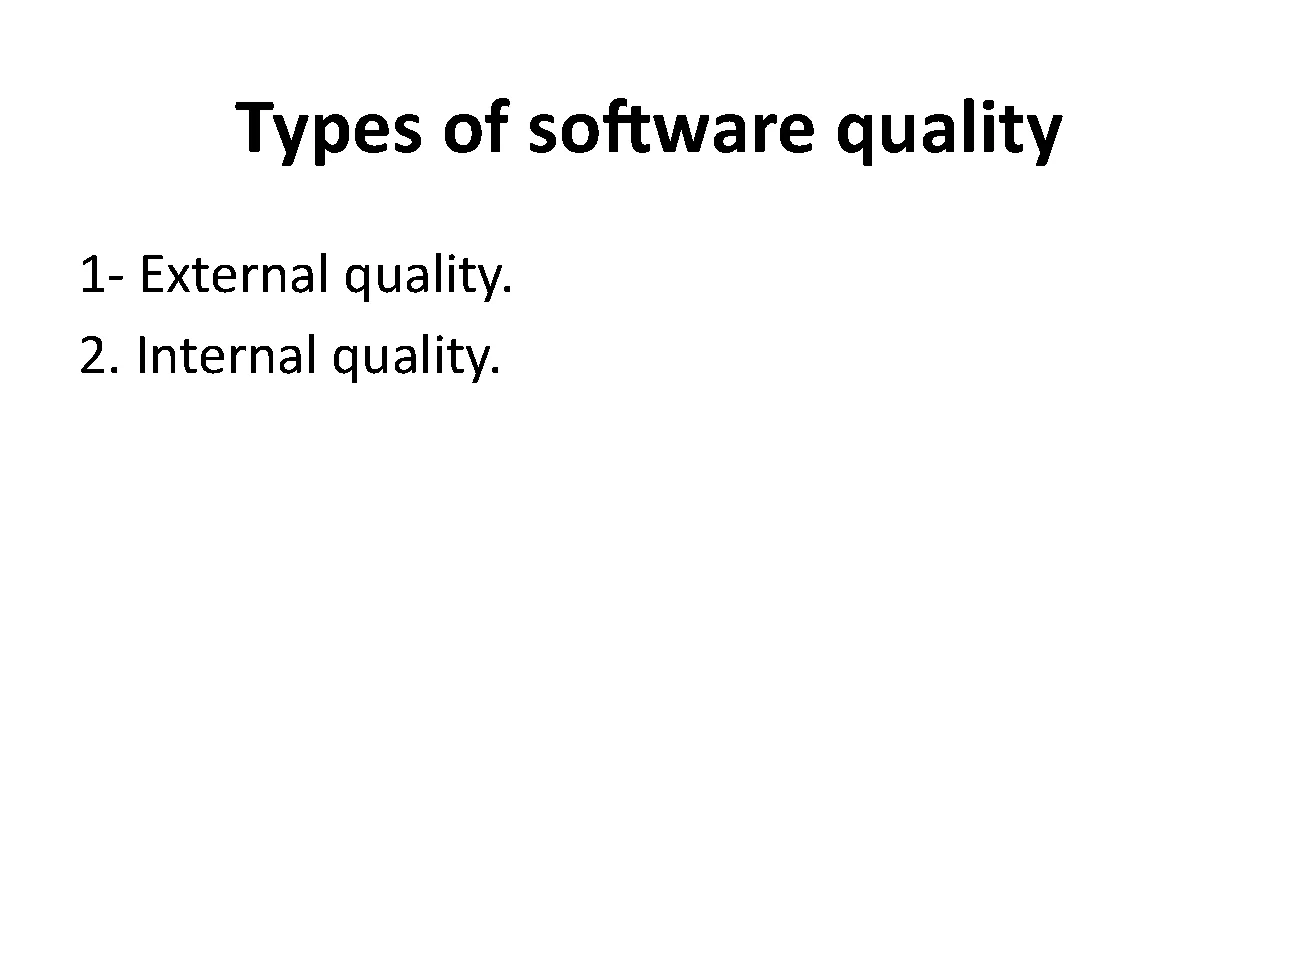 Types of software quality
1- External quality.
2. Internal quality.